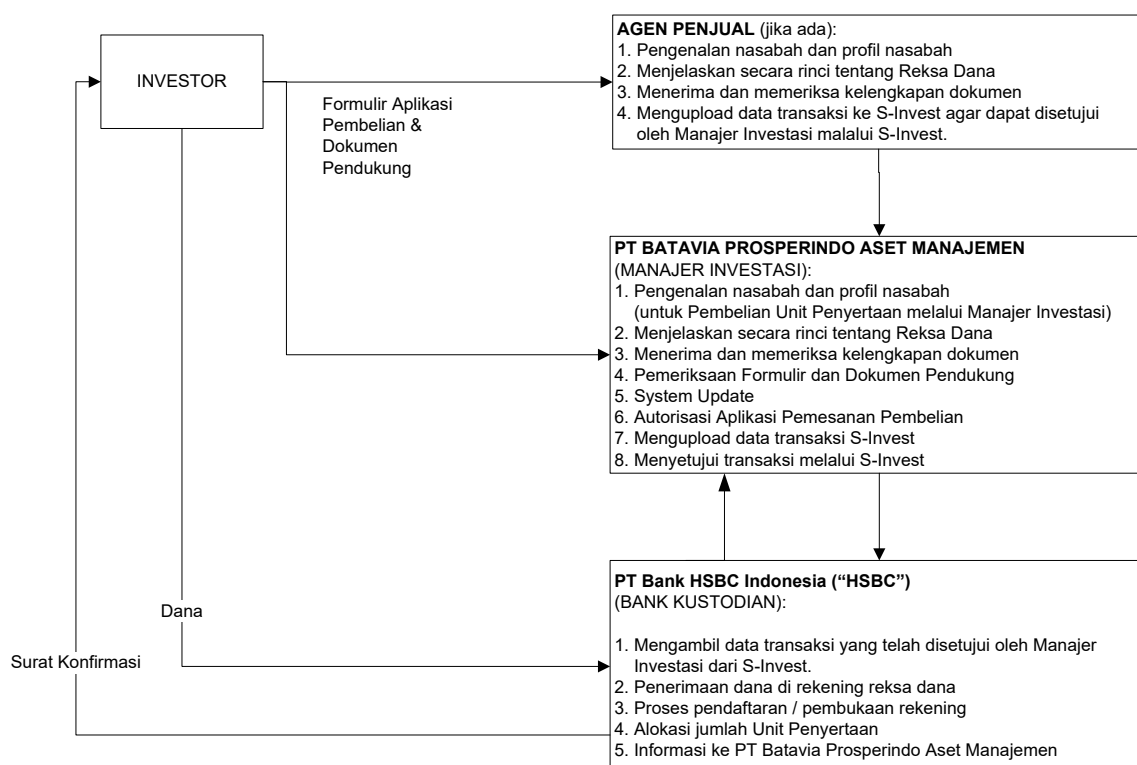 INVESTOR
Formulir Aplikasi
Pembelian &
Dokumen
Pendukung
AGEN PENJUAL (jika ada):
1. Pengenalan nasabah dan profil nasabah
2. Menjelaskan secara rinci tentang Reksa Dana
3. Menerima dan memeriksa kelengkapan dokumen
4. Mengupload data transaksi ke S-Invest agar dapat disetujui
oleh Manajer Investasi malalui S-Invest.
PT BATAVIA PROSPERINDO ASET MANAJEMEN
(MANAJER INVESTASI):
1. Pengenalan nasabah dan profil nasabah
(untuk Pembelian Unit Penyertaan melalui Manajer Investasi)
2. Menjelaskan secara rinci tentang Reksa Dana
3. Menerima dan memeriksa kelengkapan dokumen
4. Pemeriksaan Formulir dan Dokumen Pendukung
5. System Update
6. Autorisasi Aplikasi Pemesanan Pembelian
7. Mengupload data transaksi S-Invest
8. Menyetujui transaksi melalui S-Invest
Dana
Surat Konfirmasi
PT Bank HSBC Indonesia (“HSBC”)
(BANK KUSTODIAN):
1. Mengambil data transaksi yang telah disetujui oleh Manajer
Investasi dari S-Invest.
2. Penerimaan dana di rekening reksa dana
3. Proses pendaftaran / pembukaan rekening
4. Alokasi jumlah Unit Penyertaan
5. Informasi ke PT Batavia Prosperindo Aset Manajemen